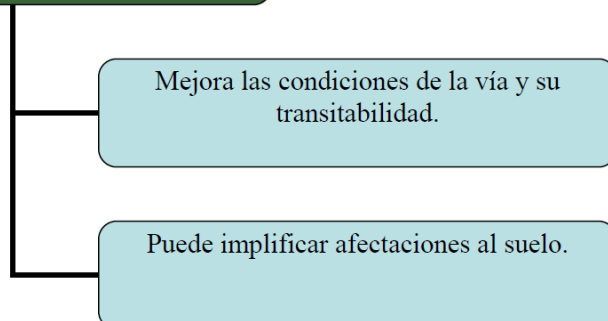 Mejora las condiciones de la vía y su
transitabilidad.
Puede implificar afectaciones al suelo.